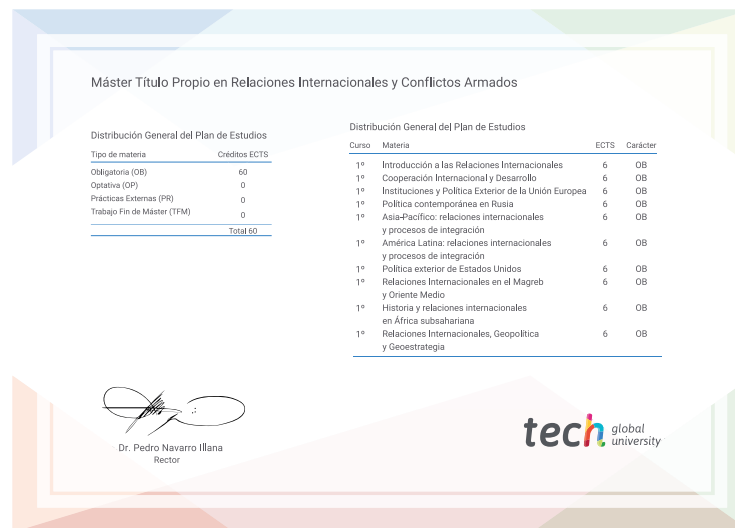 Máster Título Propio en Relaciones Internacionales y Conflictos Armados
Distribución General del Plan de Estudios
Tipo de materia Créditos ECTS
Obligatoria (OB) 60
Optativa (OP) 0
Prácticas Externas (PR) 0
Trabajo Fin de Máster (TFM) 0
Total 60
Distribución General del Plan de Estudios
Curso Materia ECTS Carácter
1º Introducción a las Relaciones Internacionales 6 OB
1º Cooperación Internacional y Desarrollo 6 OB
1º Instituciones y Política Exterior de la Unión Europea 6 OB
1º Política contemporánea en Rusia 6 OB
1º Asia-Pacífico: relaciones internacionales 6 OB
y procesos de integración
1º América Latina: relaciones internacionales 6 OB
y procesos de integración
1º Política exterior de Estados Unidos 6 OB
1º Relaciones Internacionales en el Magreb 6 OB
y Oriente Medio
1º Historia y relaciones internacionales 6 OB
en África subsahariana
1º Relaciones Internacionales, Geopolítica 6 OB
y Geoestrategia
Dr. Pedro Navarro Illana
Rector
tech global
university